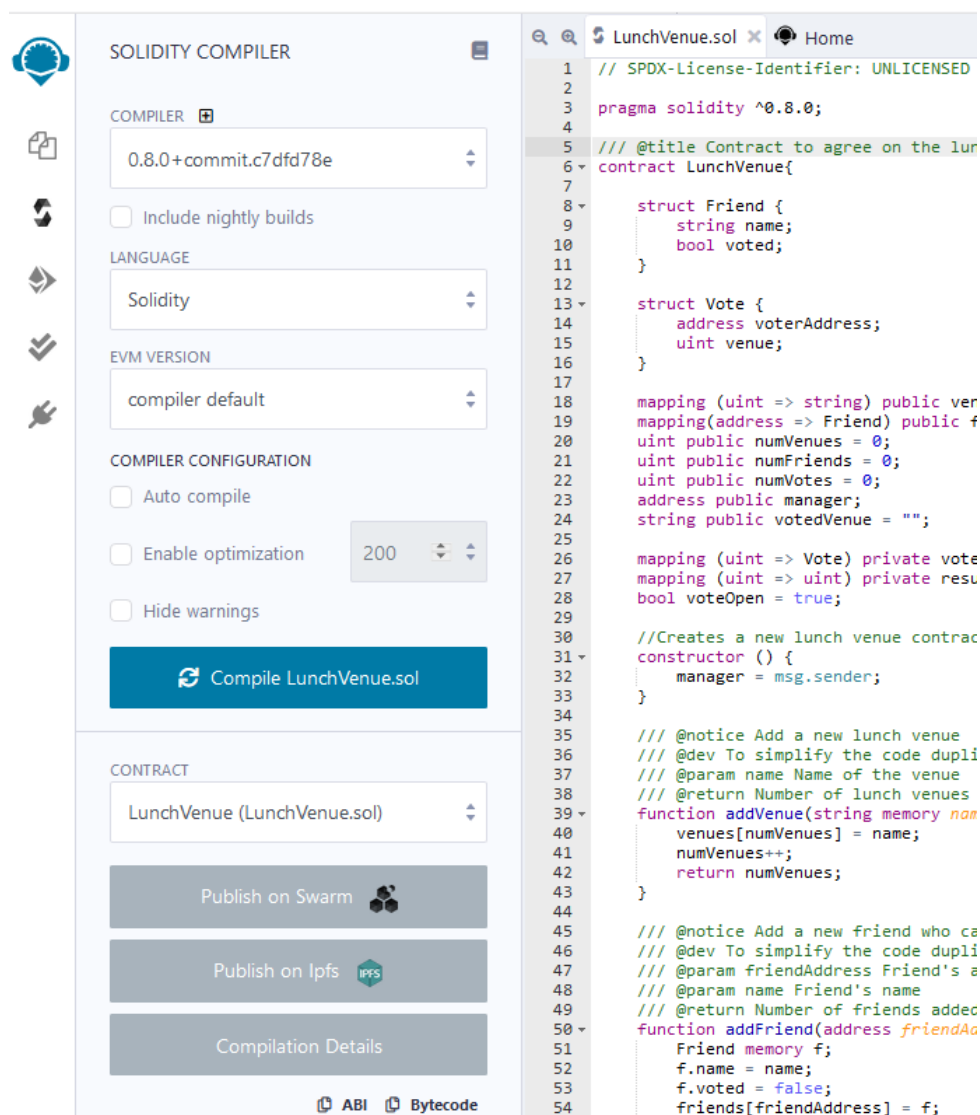 SOLIDITY COMPILER
COMPILER
0.8.0+commit.c7dfd78e
Include nightly builds
LANGUAGE
Solidity
EVM VERSION
compiler default
COMPILER CONFIGURATION
Auto compile
Enable optimization 200
Hide warnings
Compile LunchVenue.sol
CONTRACT
LunchVenue (LunchVenue.sol)
Publish on Swarm
Publish on Ipfs IPFS
Compilation Details
ABI Bytecode
LunchVenue.sol Home
1 // SPDX-License-Identifier: UNLICENSED
2
3 pragma solidity ^0.8.0;
4
5 /// @title Contract to agree on the lun
6 contract LunchVenue{
7
8 struct Friend {
9 string name;
10 bool voted;
11 }
12
13 struct Vote {
14 address voterAddress;
15 uint venue;
16 }
17
18 mapping (uint => string) public ven
19 mapping(address => Friend) public f
20 uint public numVenues = 0;
21 uint public numFriends = 0;
22 uint public numVotes = 0;
23 address public manager;
24 string public votedVenue = "";
25
26 mapping (uint => Vote) private vote
27 mapping (uint => uint) private resu
28 bool voteOpen = true;
29
30 //Creates a new lunch venue contrac
31 constructor () {
32 manager = msg.sender;
33 }
34
35 /// @notice Add a new lunch venue
36 /// @dev To simplify the code dupli
37 /// @param name Name of the venue
38 /// @return Number of lunch venues
39 function addVenue(string memory nam
40 venues[numVenues] = name;
41 numVenues++;
42 return numVenues;
43 }
44
45 /// @notice Add a new friend who ca
46 /// @dev To simplify the code dupli
47 /// @param friendAddress Friend's a
48 /// @param name Friend's name
49 /// @return Number of friends added
50 function addFriend(address friendAd
51 Friend memory f;
52 f.name = name;
53 f.voted = false;
54 friends[friendAddress] = f;